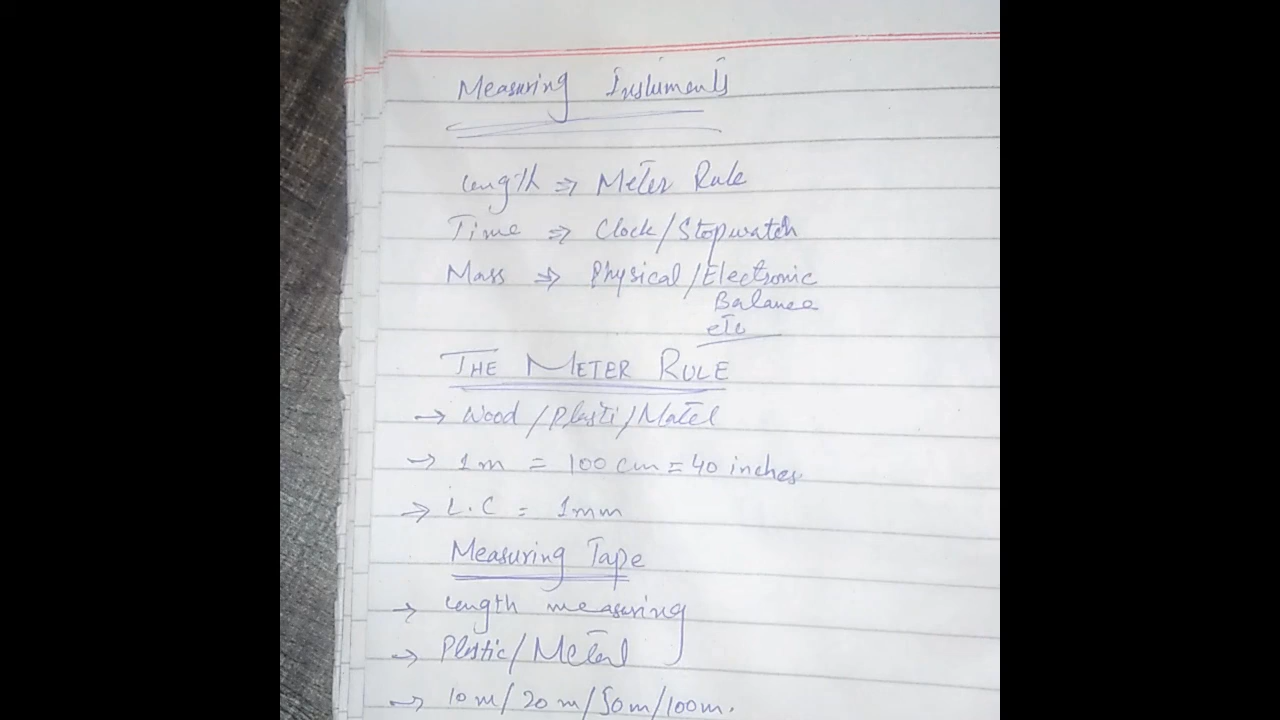 Measuring Instuments
Length ⇒ Meter Rule
Time ⇒ Clock/Stopwatch
Mass ⇒ Physical/Electronic
Balance
etc
THE METER RULE
→ Wood/Plasti/Matel
→ 1m = 100 cm = 40 inches.
→ L.C = 1mm
Measuring Tape
→ Length measuring
→ Plastic/Metal
→ 10m/20m/50m/100m.